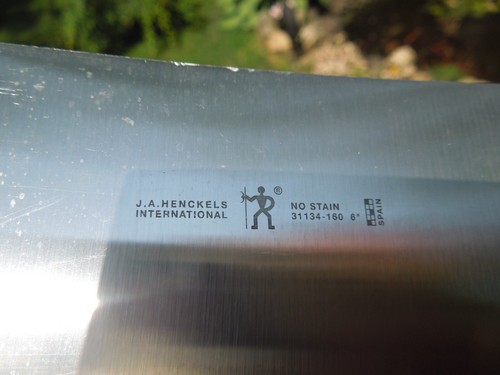 J.A.HENCKELS
INTERNATIONAL
®
NO STAIN
31134-160 6"
SPAIN